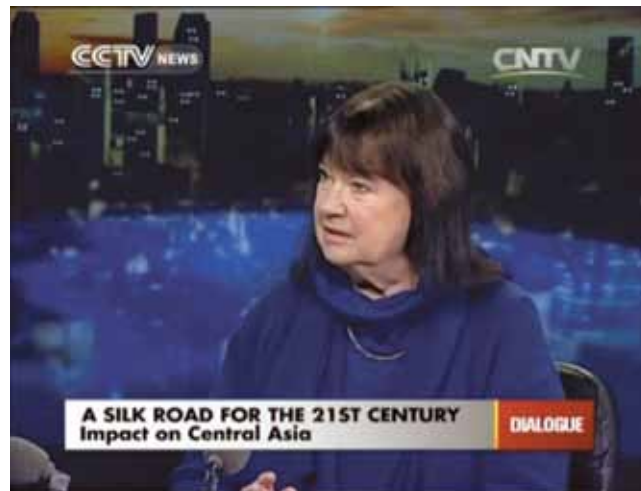 CCTV NEWS
CNTV
A SILK ROAD FOR THE 21ST CENTURY
Impact on Central Asia
DIALOGUE